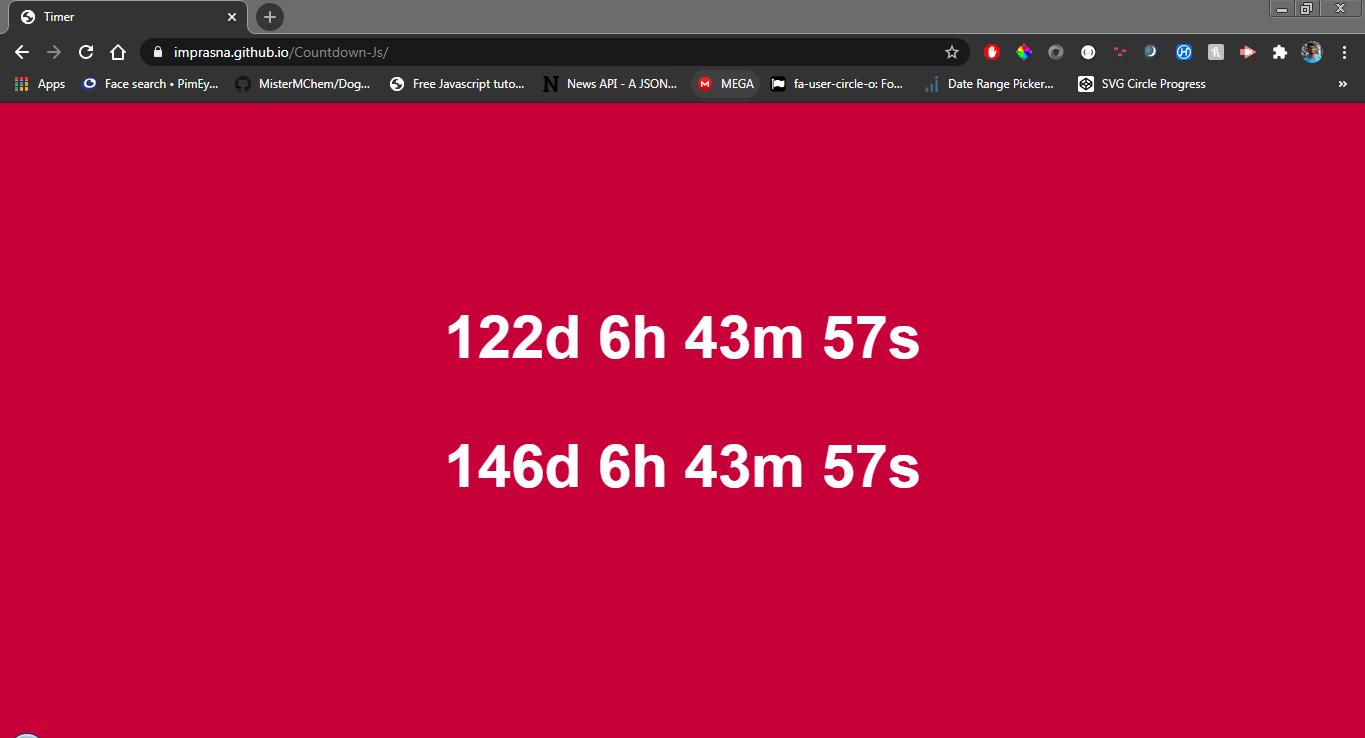 Timer
imprasna.github.io/Countdown-Js/
Apps Face search • PimEy... MisterMChem/Dog... Free Javascript tuto... N News API - A JSON... M MEGA fa-user-circle-o: Fo... Date Range Picker... SVG Circle Progress »
122d 6h 43m 57s
146d 6h 43m 57s